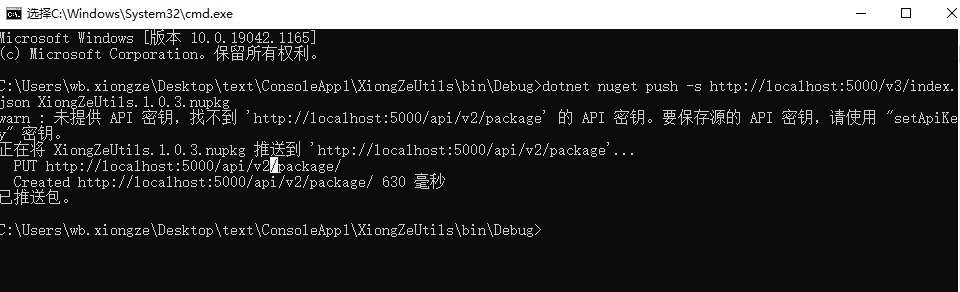 选择C:\Windows\System32\cmd.exe
Microsoft Windows [版本 10.0.19042.1165]
(c) Microsoft Corporation。保留所有权利。
C:\Users\wb.xiongze\Desktop\text\ConsoleApp1\XiongZeUtils\bin\Debug>dotnet nuget push -s http://localhost:5000/v3/index.
json XiongZeUtils.1.0.3.nupkg
warn : 未提供 API 密钥，找不到 'http://localhost:5000/api/v2/package' 的 API 密钥。要保存源的 API 密钥，请使用 "setApiKe
y" 密钥。
正在将 XiongZeUtils.1.0.3.nupkg 推送到 'http://localhost:5000/api/v2/package'...
PUT http://localhost:5000/api/v2/package/
Created http://localhost:5000/api/v2/package/ 630 毫秒
已推送包。
C:\Users\wb.xiongze\Desktop\text\ConsoleApp1\XiongZeUtils\bin\Debug>